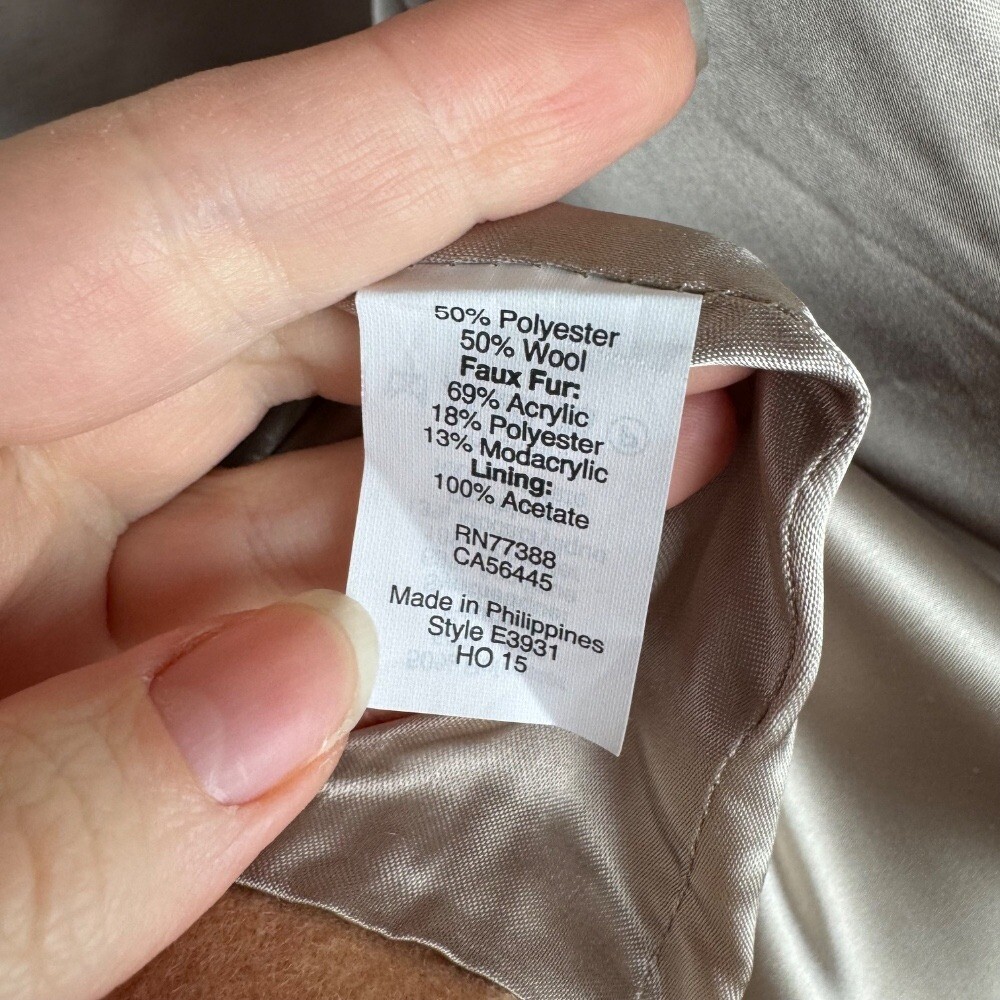 50% Polyester
50% Wool
Faux Fur:
69% Acrylic
18% Polyester
13% Modacrylic
Lining:
100% Acetate
RN77388
CA56445
Made in Philippines
Style E3931
HO 15